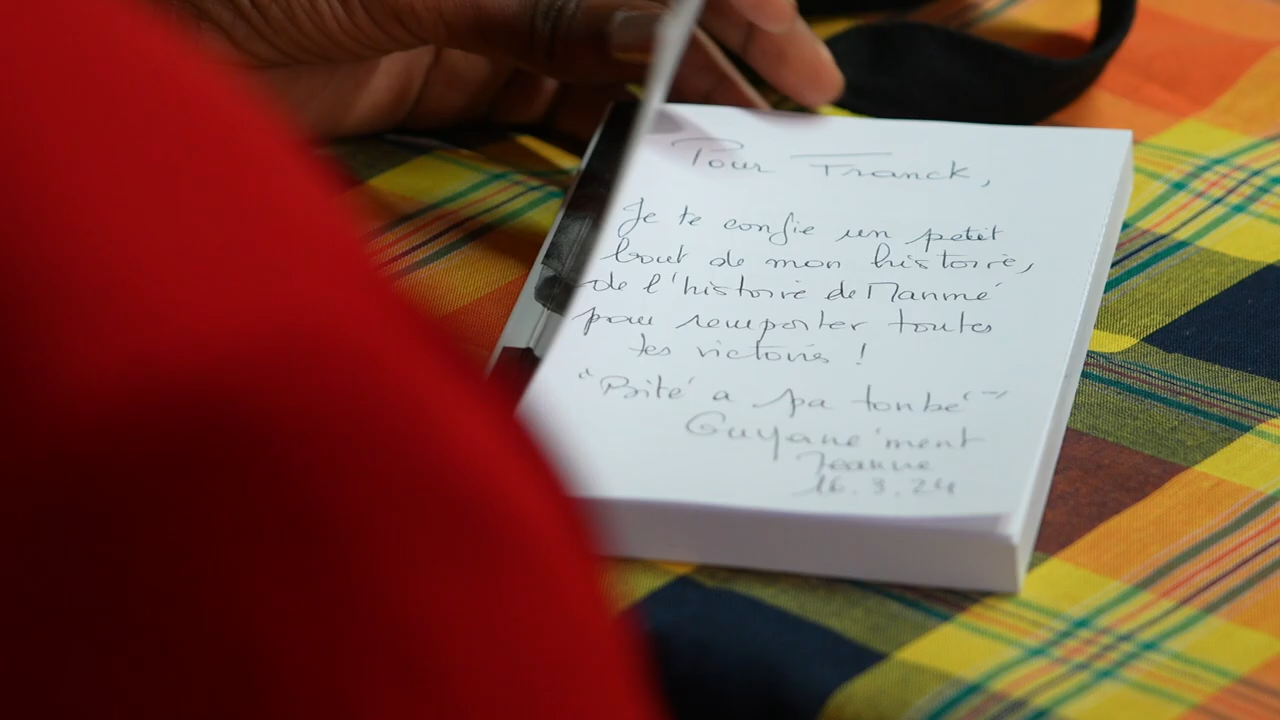 Pour Franck,
Je te confie un petit
bout de mon histoire,
de l'histoire de Manmé
pour remporter toutes
tes victoires !
"Bité a pa tonbé"
Guyane'ment
Jeanne
16.3.24